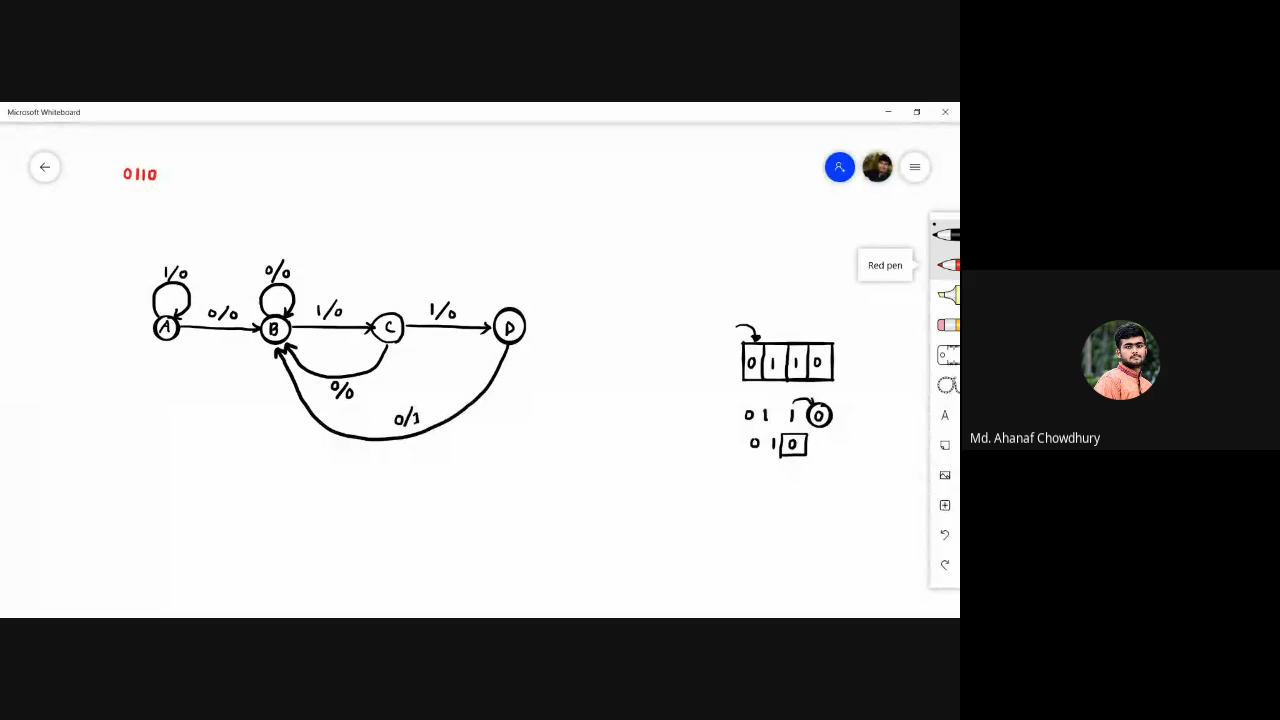 Microsoft Whiteboard
0110
Red pen
1/0
0/0
A
0/0
B
1/0
C
1/0
D
0/0
0/1
0 1 1 0
0 1 1 0
0 1 0
A
Md. Ahanaf Chowdhury